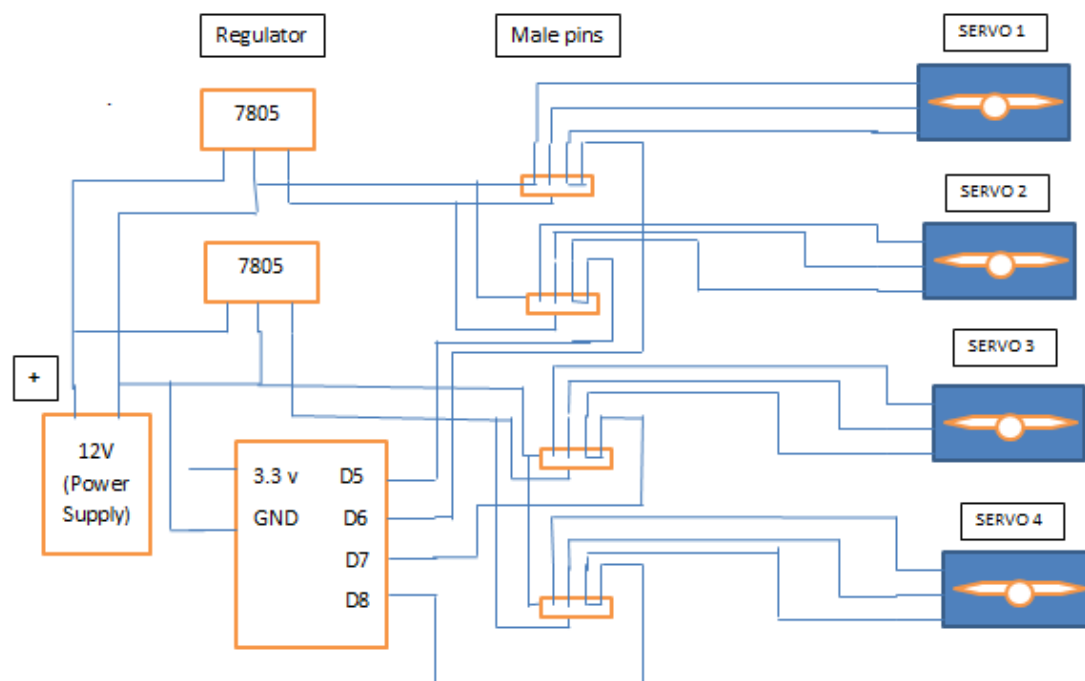 Regulator
Male pins
SERVO 1
7805
SERVO 2
7805
SERVO 3
+
12V
(Power
Supply)
3.3 v
D5
GND
D6
D7
D8
SERVO 4